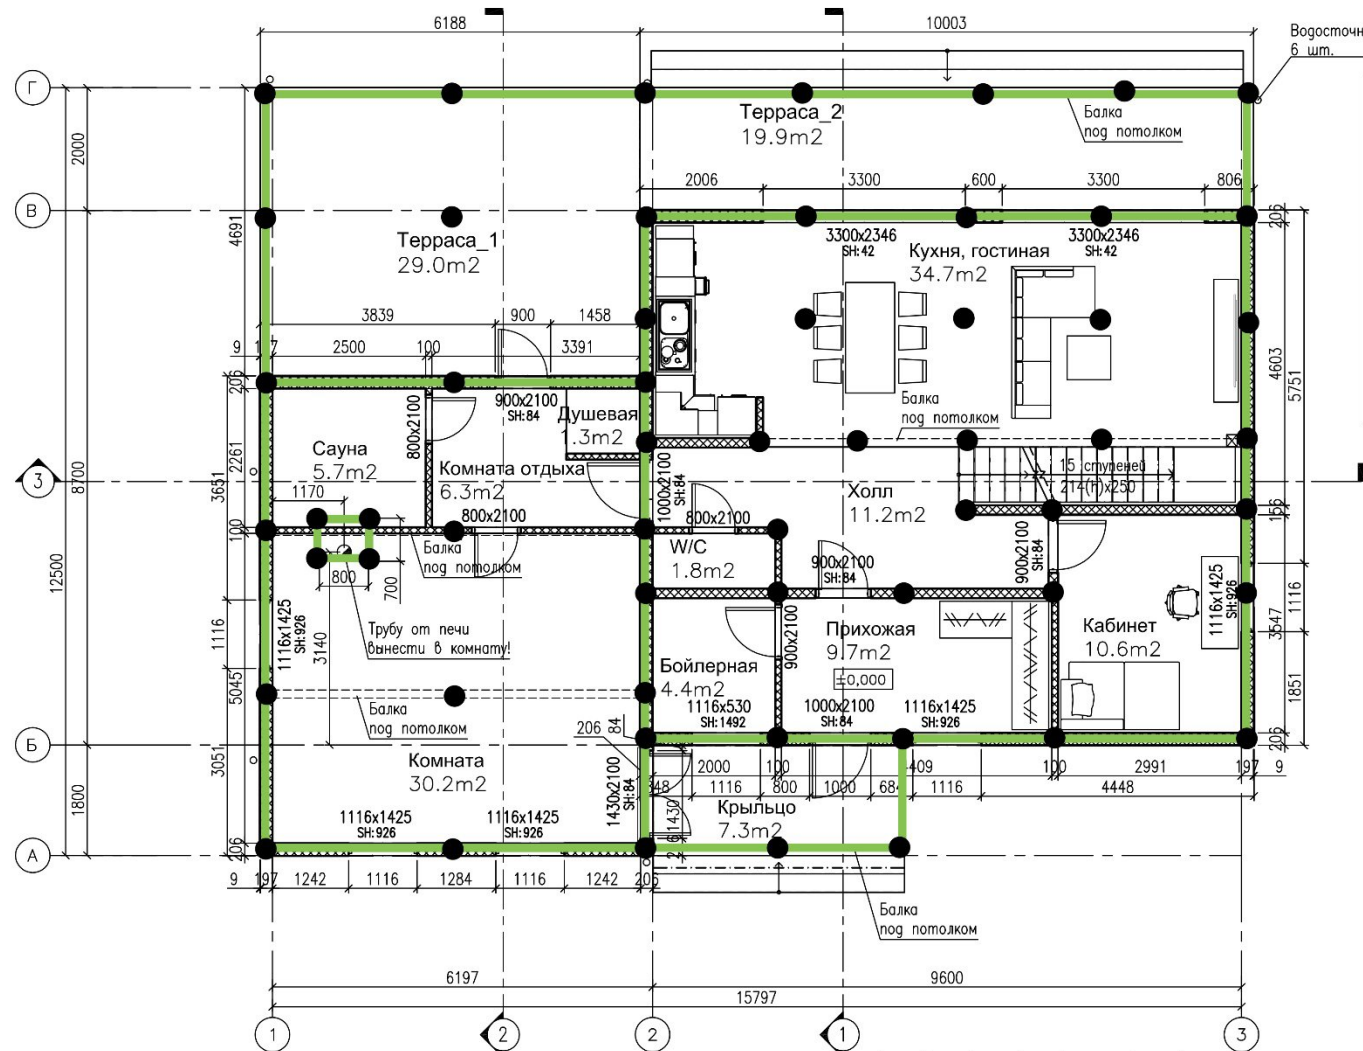 6188
10003
Водосточн
6 шт.
Г
2000
Терраса_2
19.9m2
Балка
под потолком
2006
3300
600
3300
806
В
206
4691
Терраса_1
29.0m2
3300x2346
SH:42
Кухня, гостиная
34.7m2
3300x2346
SH:42
3839
900
1458
9
2500
100
3391
4603
5751
206
900x2100
SH:84
Душевая
1.3m2
800x2100
Балка
под потолком
Сауна
5.7m2
2261
3651
8700
12500
Комната отдыха
6.3m2
1000x2100
SH:84
3
1170
15 ступеней
214(h)x250
Холл
11.2m2
156
100
800x2100
800x2100
Балка
под потолком
W/C
1.8m2
900x2100
SH:84
900x2100
SH:84
800
700
1116x1425
SH:926
1116
3140
Трубу от печи
вынести в комнату!
900x2100
Прихожая
9.7m2
±0,000
Кабинет
10.6m2
1116x1425
SH:926
1116
3547
1851
Бойлерная
4.4m2
5045
Балка
под потолком
1116x530
SH:1492
1000x2100
SH:84
1116x1425
SH:926
Б
206
84
206
3051
1800
Комната
30.2m2
1430x2100
SH:84
2000
100
100
2991
197
9
1116
800
1000
1116
4448
1430
Крыльцо
7.3m2
1116x1425
SH:926
1116x1425
SH:926
А
206
9
197
1242
1116
1284
1116
1242
Балка
под потолком
6197
9600
15797
1
2
2
1
3